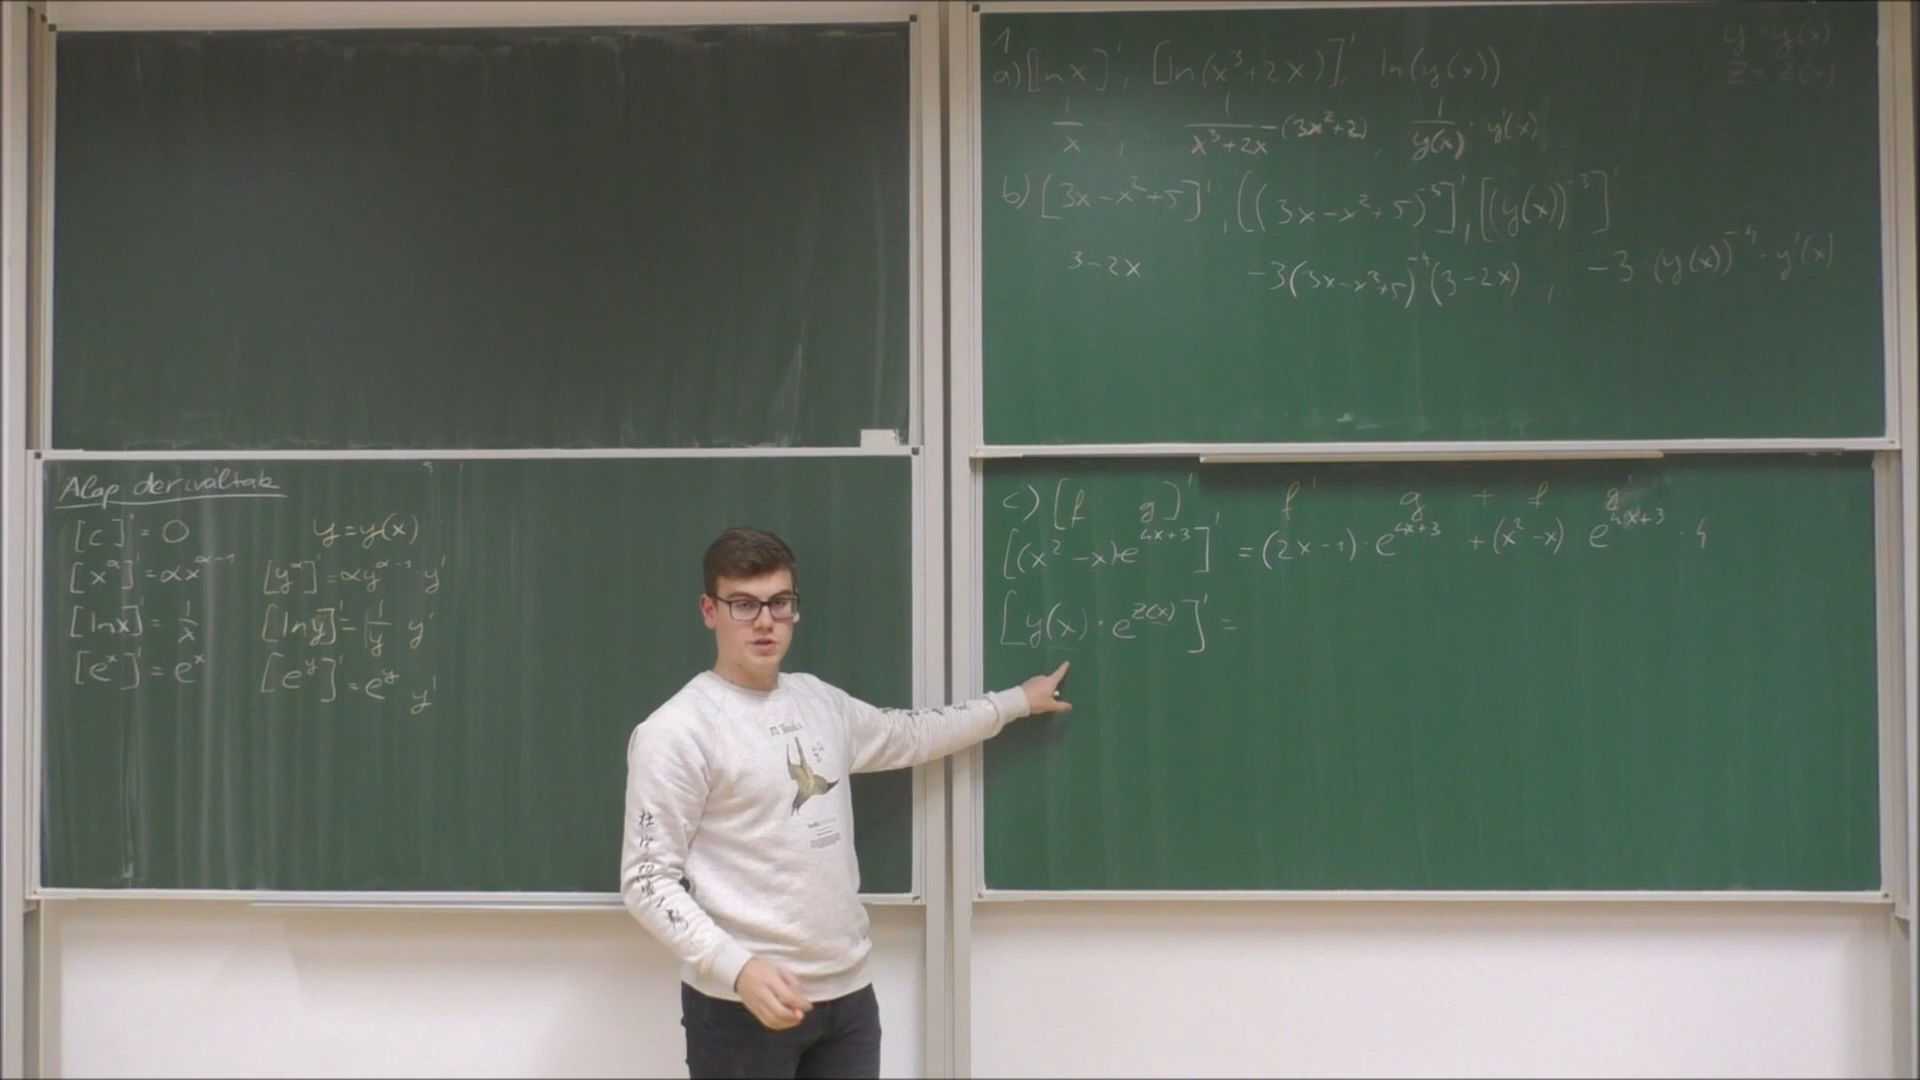 Alap deriváltak
[c]' = 0
y = y(x)
[x^α]' = αx^(α-1)
[y^α]' = αy^(α-1) · y'
[ln x]' = 1/x
[ln y]' = 1/y y'
[e^x]' = e^x
[e^y]' = e^y y'
1
y = y(x)
z = z(x)
a) [ln x]', [ln(x^3+2x)]', ln(y(x))
1/x, 1/(x^3+2x) · (3x^2+2), 1/y(x) · y'(x)
b) [3x-x^2+5]', [(3x-x^2+5)^-3]', [(y(x))^-3]'
3-2x -3(3x-x^3+5)^-4 (3-2x), -3·(y(x))^-4 · y'(x)
c) [f g]' f' g + f g'
[(x^2-x)·e^(4x+3)]' = (2x-1)·e^(4x+3) + (x^2-x) e^(4x+3) · 4
[y(x)·e^(z(x))]' =